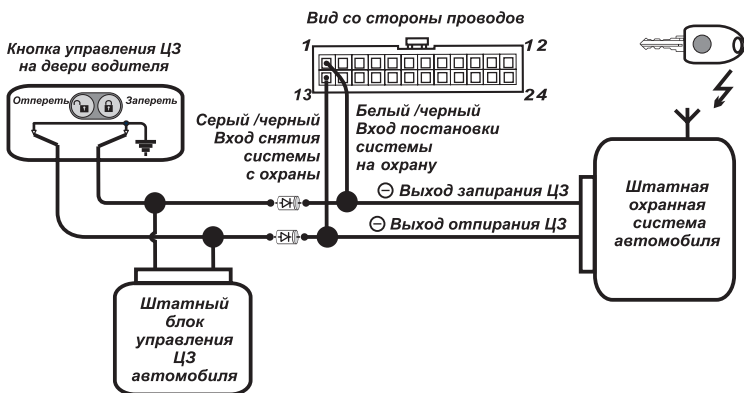 Вид со стороны проводов
1
12
13
24
Кнопка управления ЦЗ
на двери водителя
Отпереть
Запереть
Серый /черный
Вход снятия
системы
с охраны
Белый /черный
Вход постановки
системы
на охрану
Выход запирания ЦЗ
Выход отпирания ЦЗ
Штатная
охранная
система
автомобиля
Штатный
блок
управления
ЦЗ
автомобиля